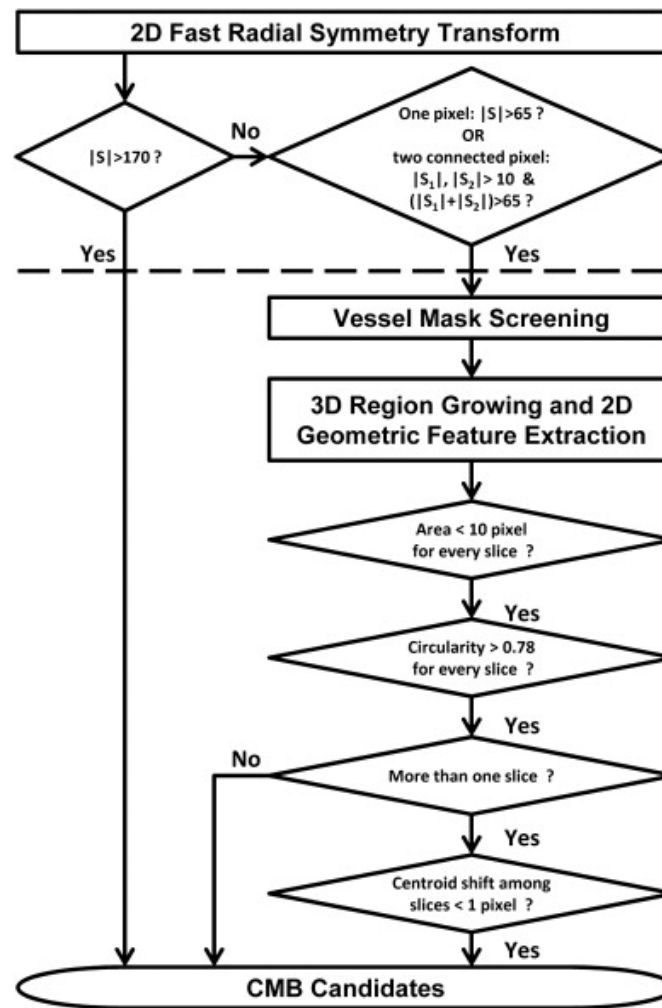 2D Fast Radial Symmetry Transform
|S|>170 ?
No
One pixel: |S|>65 ?
OR
two connected pixel:
|S₁|, |S₂|> 10 &
(|S₁|+|S₂|)>65 ?
Yes
Yes
Vessel Mask Screening
3D Region Growing and 2D
Geometric Feature Extraction
Area < 10 pixel
for every slice ?
Yes
Circularity > 0.78
for every slice ?
Yes
No
More than one slice ?
Yes
Centroid shift among
slices < 1 pixel ?
Yes
CMB Candidates